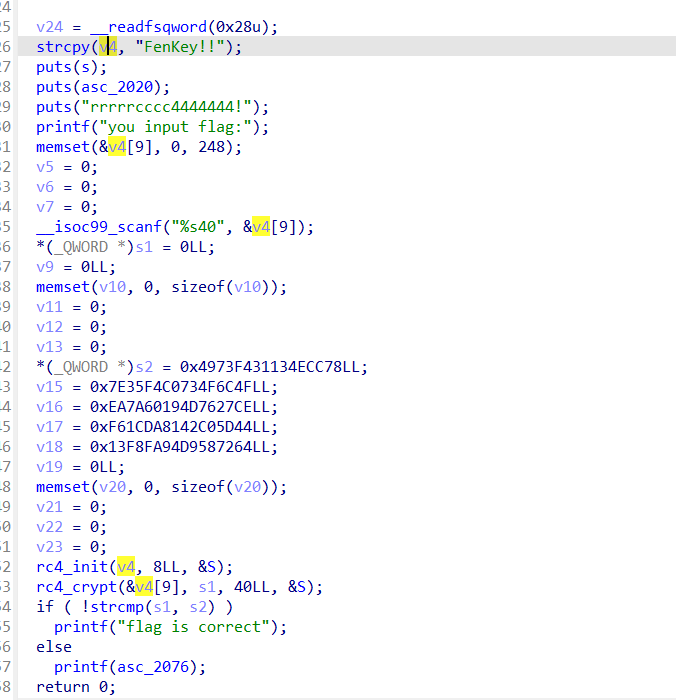 24
25 v24 = __readfsqword(0x28u);
26 strcpy(v4, "FenKey!!");
27 puts(s);
28 puts(asc_2020);
29 puts("rrrrrcccc4444444!");
30 printf("you input flag:");
31 memset(&v4[9], 0, 248);
32 v5 = 0;
33 v6 = 0;
34 v7 = 0;
35 __isoc99_scanf("%s40", &v4[9]);
36 *(_QWORD *)s1 = 0LL;
37 v9 = 0LL;
38 memset(v10, 0, sizeof(v10));
39 v11 = 0;
40 v12 = 0;
41 v13 = 0;
42 *(_QWORD *)s2 = 0x4973F431134ECC78LL;
43 v15 = 0x7E35F4C0734F6C4FLL;
44 v16 = 0xEA7A60194D7627CELL;
45 v17 = 0xF61CDA8142C05D44LL;
46 v18 = 0x13F8FA94D9587264LL;
47 v19 = 0LL;
48 memset(v20, 0, sizeof(v20));
49 v21 = 0;
50 v22 = 0;
51 v23 = 0;
52 rc4_init(v4, 8LL, &S);
53 rc4_crypt(&v4[9], s1, 40LL, &S);
54 if ( !strcmp(s1, s2) )
55 printf("flag is correct");
56 else
57 printf(asc_2076);
58 return 0;